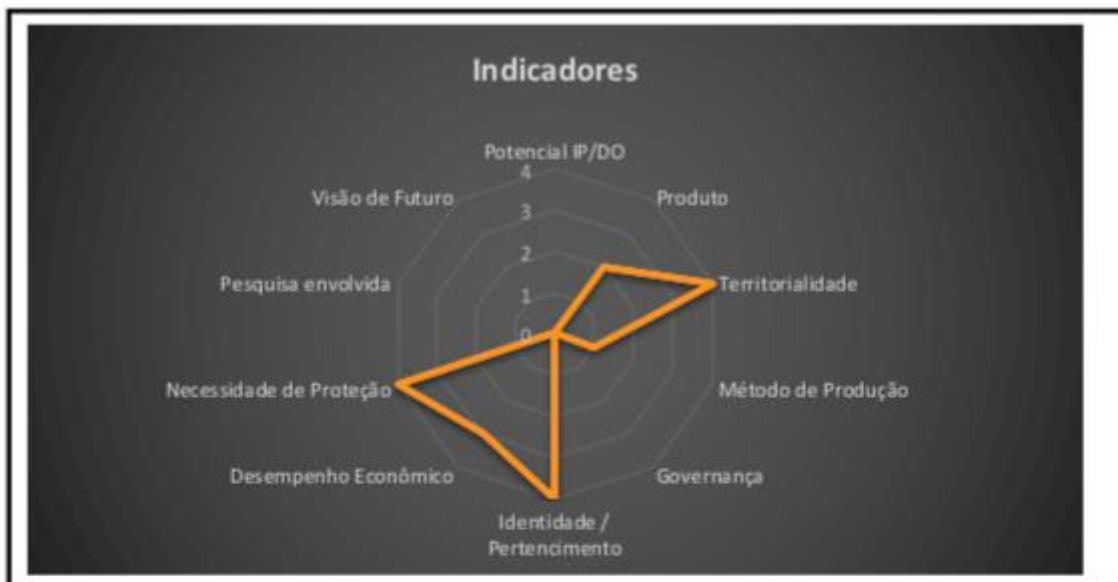 Indicadores
Potencial IP/DO
4
Visão de Futuro
Produto
3
2
Pesquisa envolvida
Territorialidade
1
0
Necessidade de Proteção
Método de Produção
Desempenho Econômico
Governança
Identidade /
Pertencimento